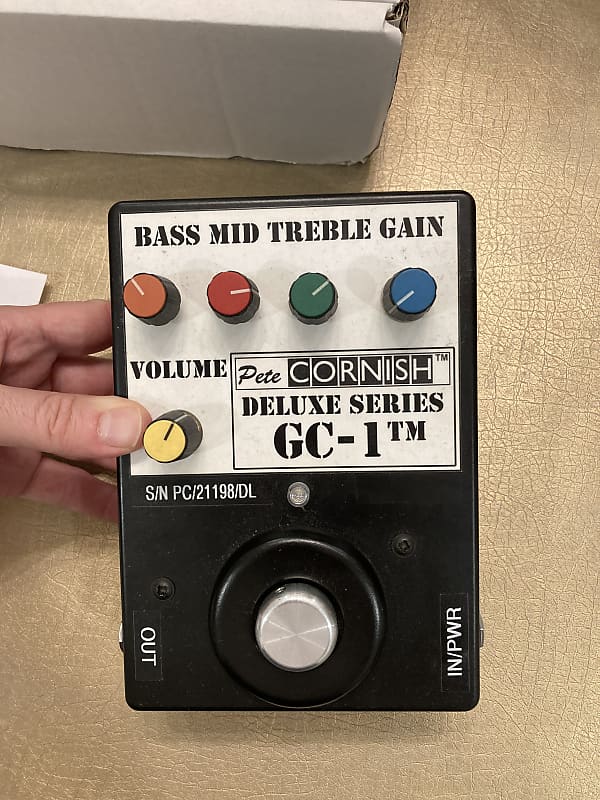 BASS MID TREBLE GAIN
VOLUME
Pete CORNISH™
DELUXE SERIES
GC-1™
S/N PC/21198/DL
OUT
IN/PWR